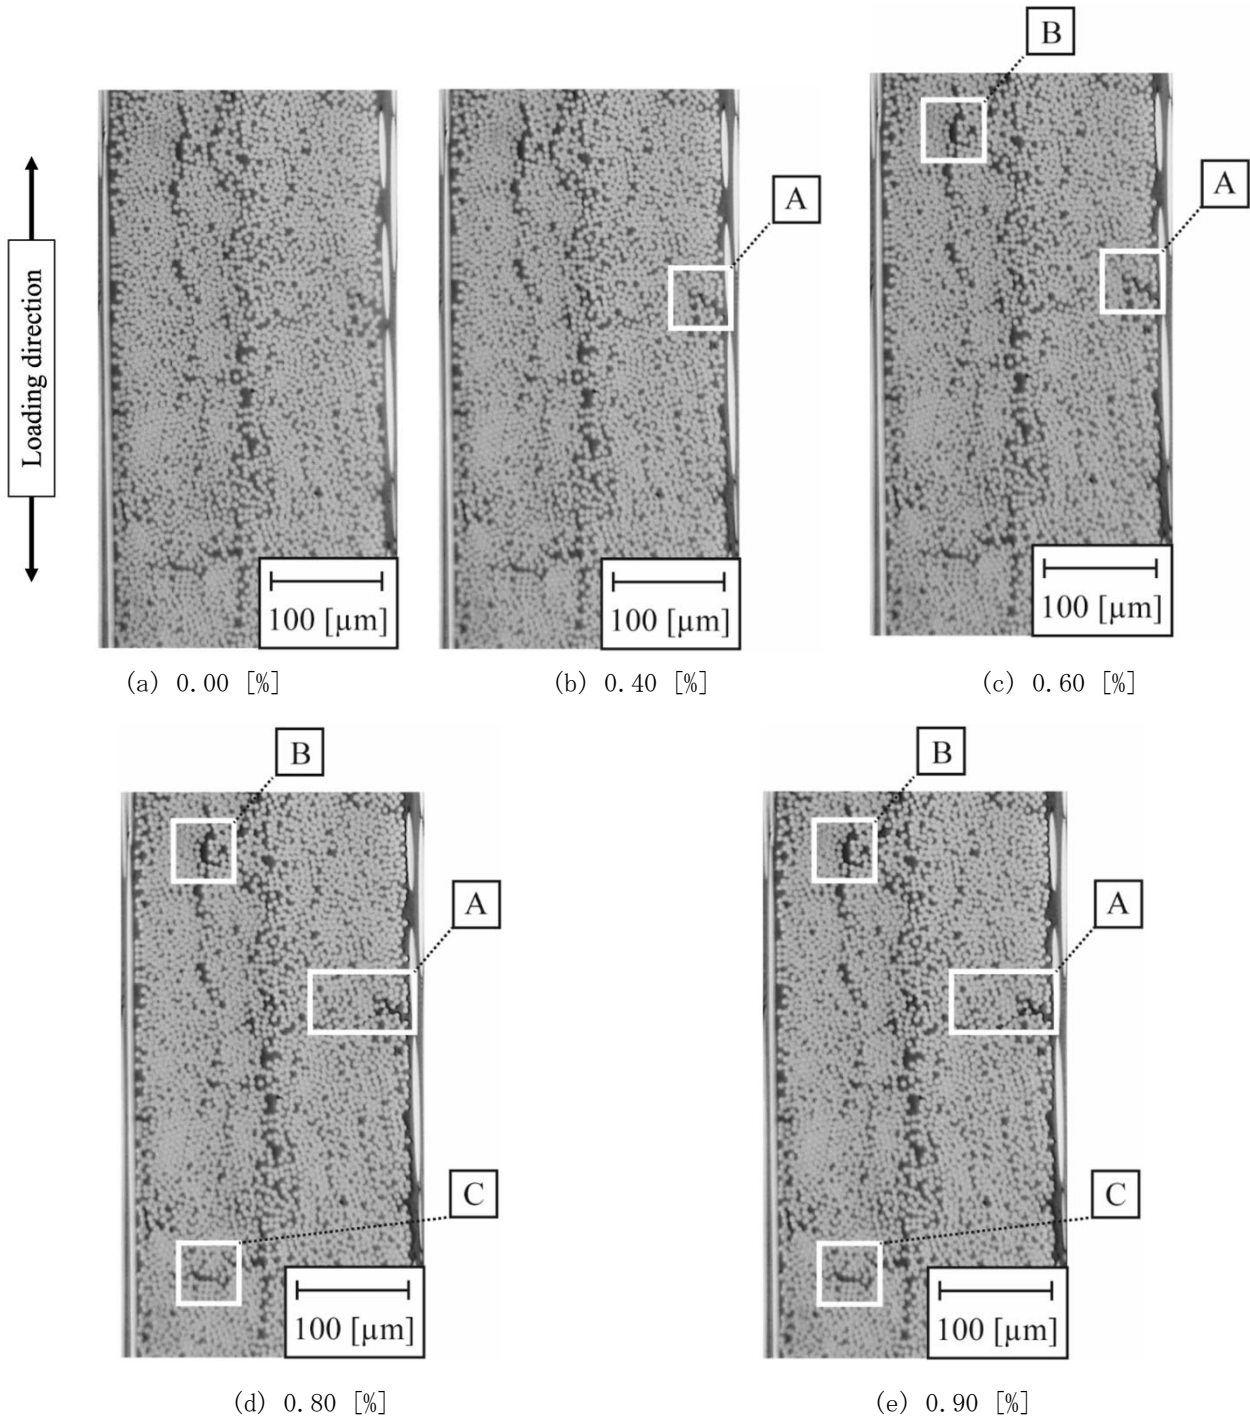 B
A
A
Loading direction
100 [μm]
100 [μm]
100 [μm]
(a) 0.00 [%]
(b) 0.40 [%]
(c) 0.60 [%]
B
B
A
A
C
C
100 [μm]
100 [μm]
(d) 0.80 [%]
(e) 0.90 [%]